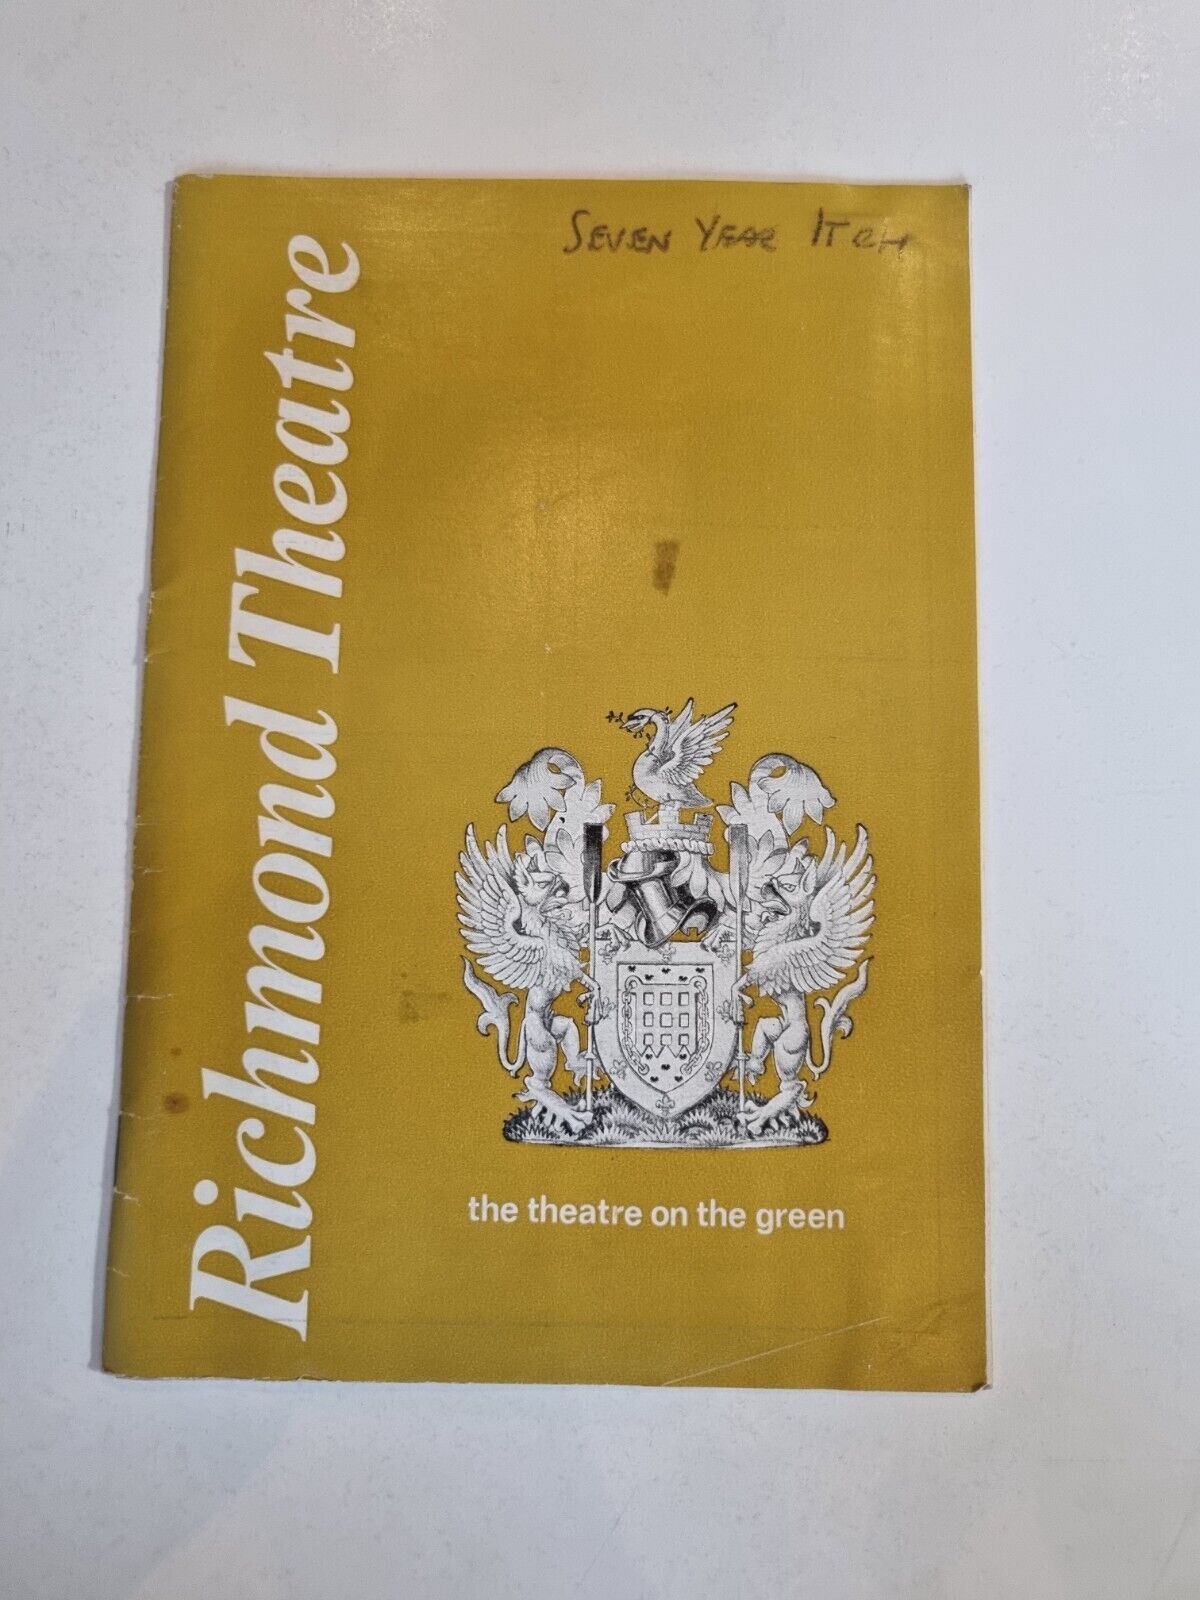 SEVEN YEAR ITCH
Richmond Theatre
the theatre on the green